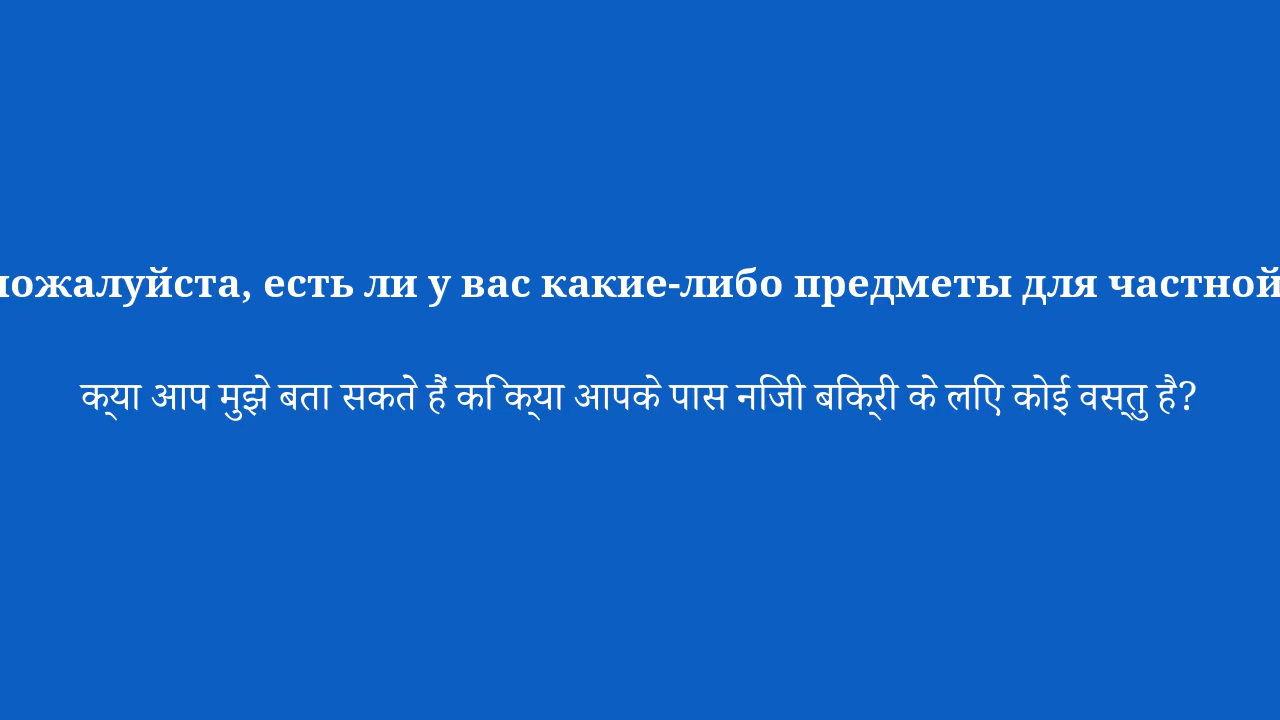 пожалуйста, есть ли у вас какие-либо предметы для частной
क्या आप मुझे बता सकते हैं कि क्या आपके पास निजी बिक्री के लिए कोई वस्तु है?